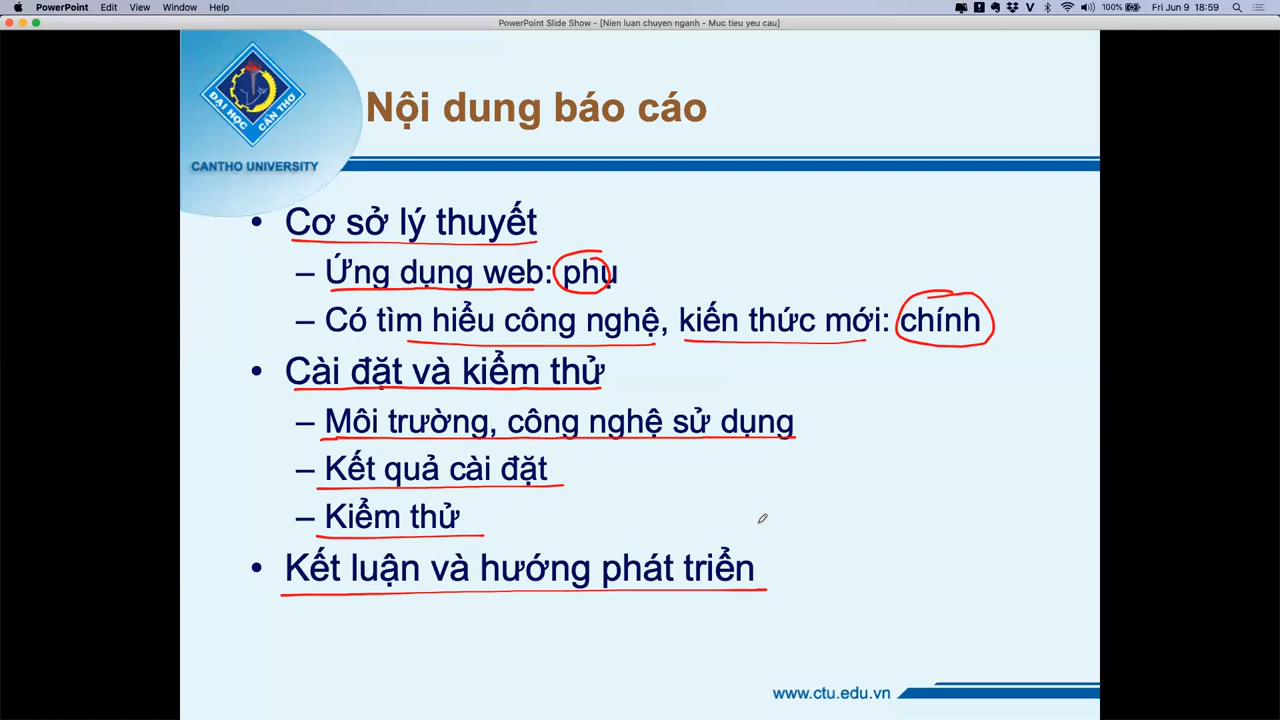 PowerPoint Edit View Window Help V 100% Fri Jun 9 18:59
PowerPoint Slide Show - [Nien luan chuyen nganh - Muc tieu yeu cau]
ĐẠI HỌC CẦN THƠ
CANTHO UNIVERSITY
Nội dung báo cáo
• Cơ sở lý thuyết
– Ứng dụng web: phụ
– Có tìm hiểu công nghệ, kiến thức mới: chính
• Cài đặt và kiểm thử
– Môi trường, công nghệ sử dụng
– Kết quả cài đặt
– Kiểm thử
• Kết luận và hướng phát triển
www.ctu.edu.vn